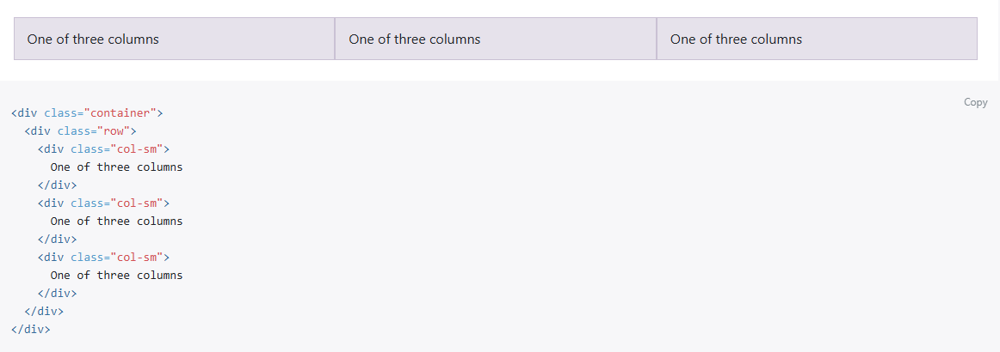 One of three columns One of three columns One of three columns
Copy
<div class="container">
  <div class="row">
    <div class="col-sm">
      One of three columns
    </div>
    <div class="col-sm">
      One of three columns
    </div>
    <div class="col-sm">
      One of three columns
    </div>
  </div>
</div>